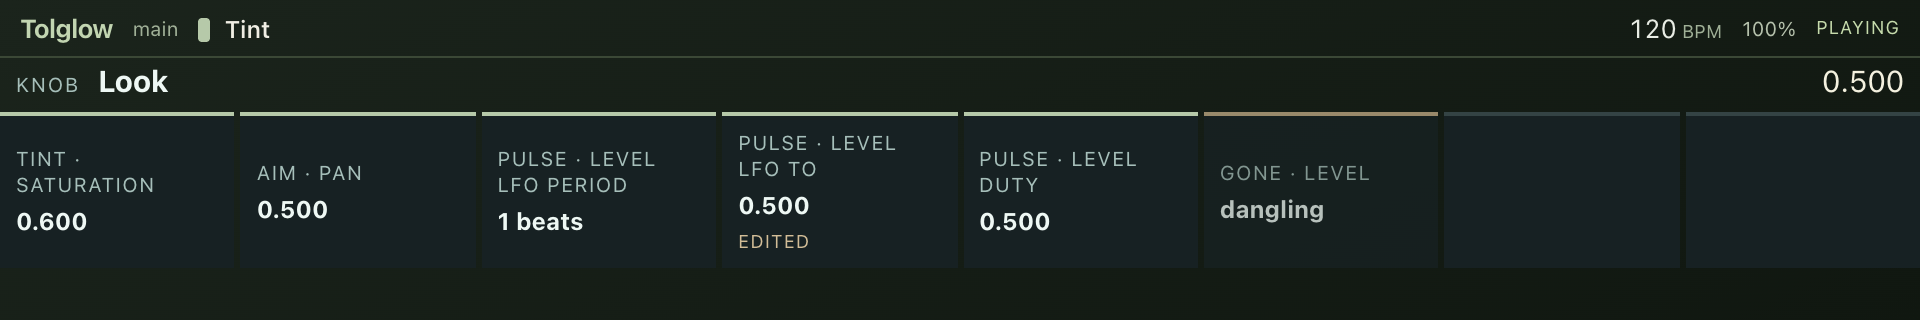 Tolglow main Tint 120 BPM 100% PLAYING
KNOB Look 0.500
TINT ·
SATURATION
0.600
AIM · PAN
0.500
PULSE · LEVEL
LFO PERIOD
1 beats
PULSE · LEVEL
LFO TO
0.500
EDITED
PULSE · LEVEL
DUTY
0.500
GONE · LEVEL
dangling